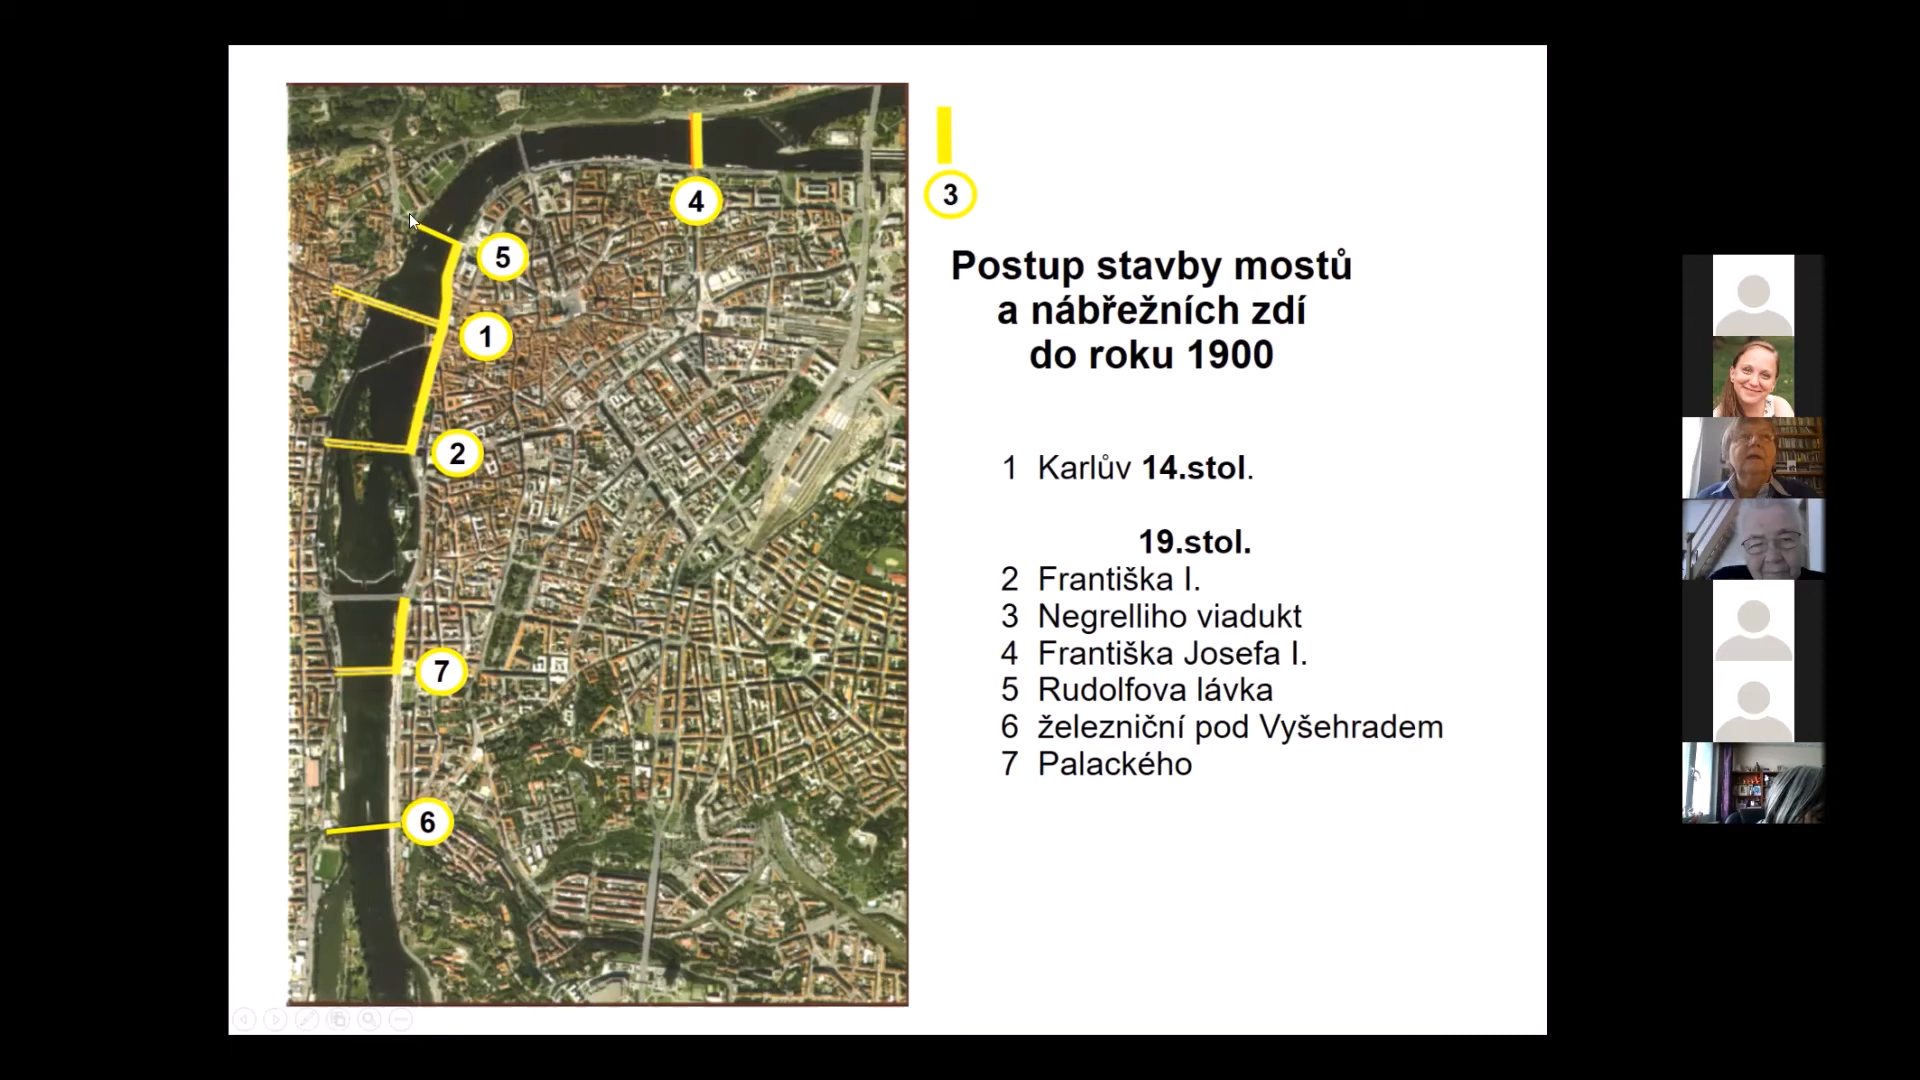 4
5
1
2
7
6
3
Postup stavby mostů
a nábřežních zdí
do roku 1900
1 Karlův 14.stol.
19.stol.
2 Františka I.
3 Negrelliho viadukt
4 Františka Josefa I.
5 Rudolfova lávka
6 železniční pod Vyšehradem
7 Palackého